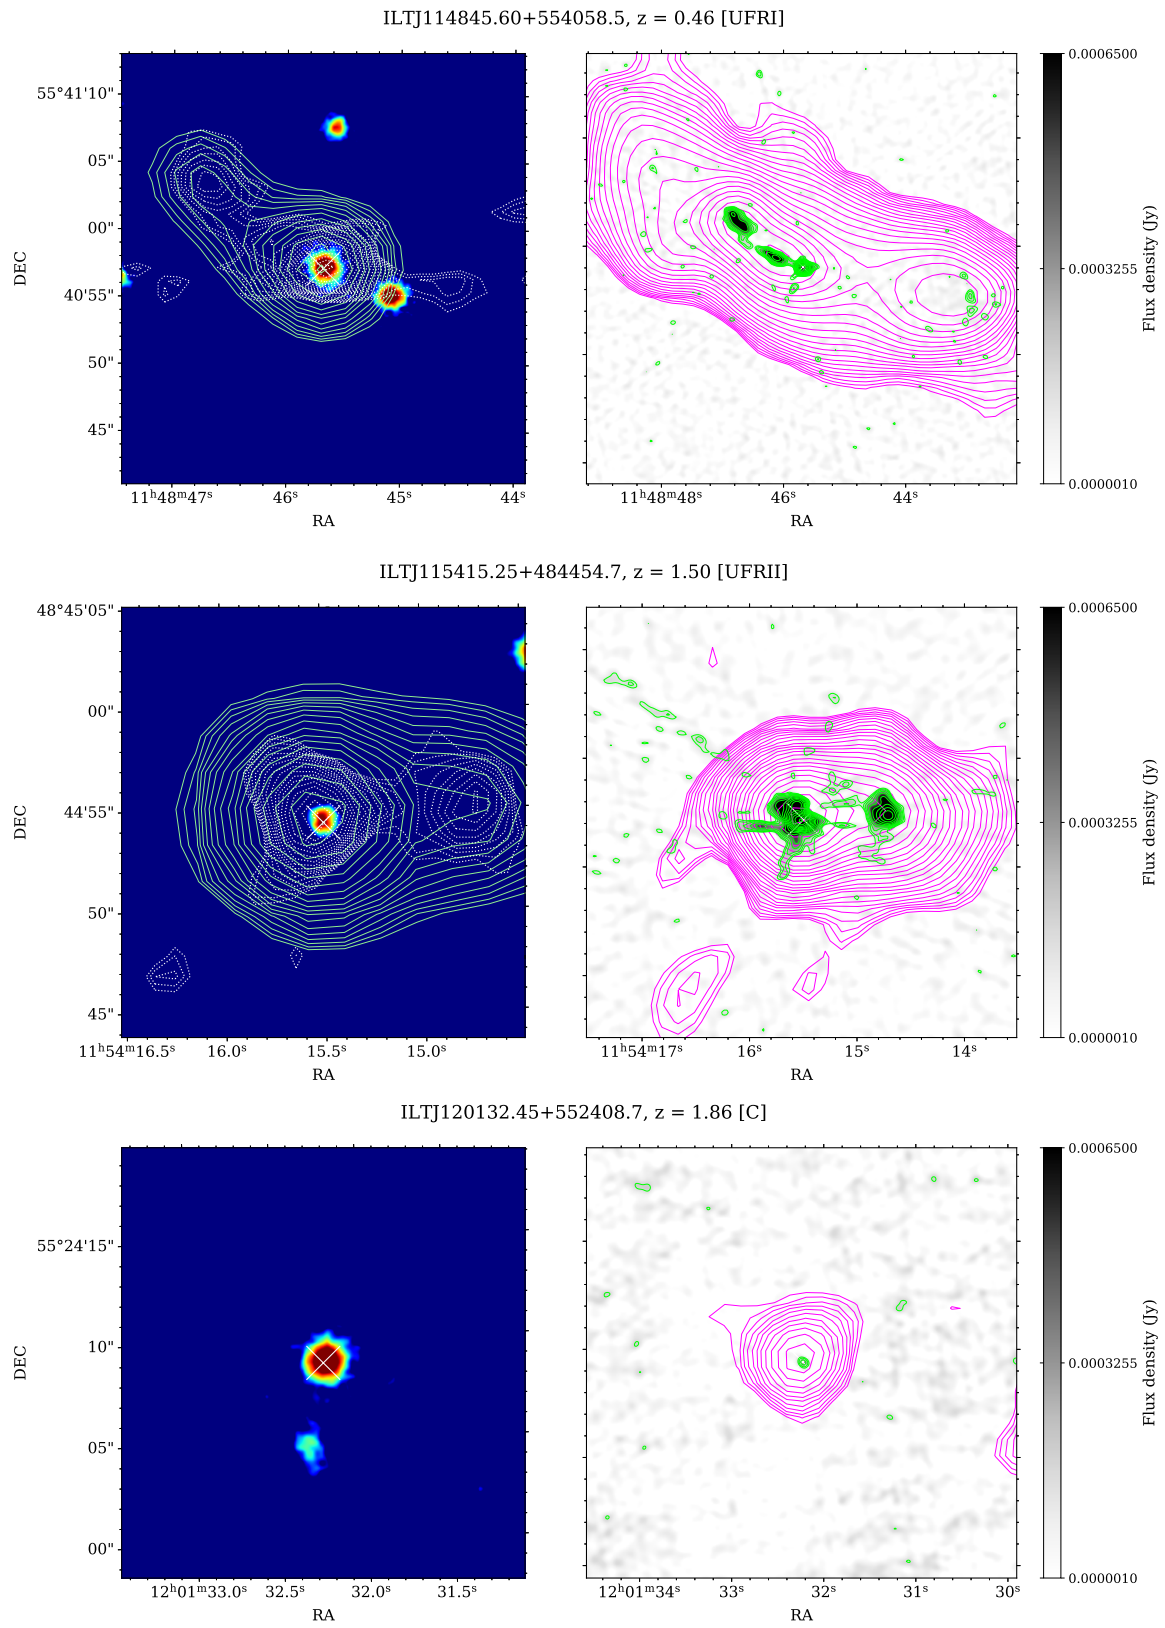 ILTJ114845.60+554058.5, z = 0.46 [UFRI]
55°41'10"
05"
00"
40'55"
50"
45"
DEC
11ʰ48ᵐ47ˢ 46ˢ 45ˢ 44ˢ
RA
11ʰ48ᵐ48ˢ 46ˢ 44ˢ
RA
0.0006500
0.0003255
0.0000010
Flux density (Jy)
ILTJ115415.25+484454.7, z = 1.50 [UFRII]
48°45'05"
00"
44'55"
50"
45"
DEC
11ʰ54ᵐ16.5ˢ 16.0ˢ 15.5ˢ 15.0ˢ
RA
11ʰ54ᵐ17ˢ 16ˢ 15ˢ 14ˢ
RA
0.0006500
0.0003255
0.0000010
Flux density (Jy)
ILTJ120132.45+552408.7, z = 1.86 [C]
55°24'15"
10"
05"
00"
DEC
12ʰ01ᵐ33.0ˢ 32.5ˢ 32.0ˢ 31.5ˢ
RA
12ʰ01ᵐ34ˢ 33ˢ 32ˢ 31ˢ 30ˢ
RA
0.0006500
0.0003255
0.0000010
Flux density (Jy)